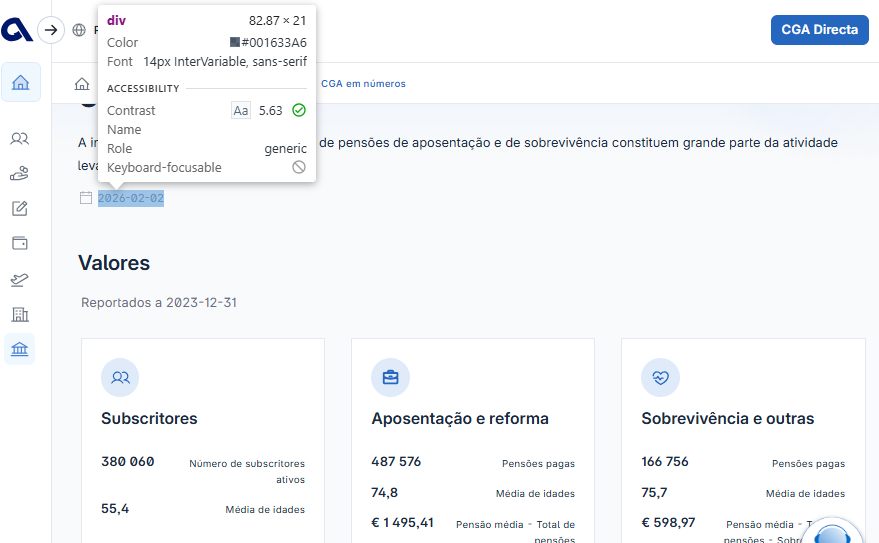 div 82.87 × 21
Color #001633A6
Font 14px InterVariable, sans-serif
ACCESSIBILITY
Contrast Aa 5.63
Name
Role generic
Keyboard-focusable
CGA Directa
CGA em números
A de pensões de aposentação e de sobrevivência constituem grande parte da atividade
2026-02-02
Valores
Reportados a 2023-12-31
Subscritores
380 060 Número de subscritores
ativos
55,4 Média de idades
Aposentação e reforma
487 576 Pensões pagas
74,8 Média de idades
€ 1 495,41 Pensão média - Total de
pensões
Sobrevivência e outras
166 756 Pensões pagas
75,7 Média de idades
€ 598,97 Pensão média -
pensões -